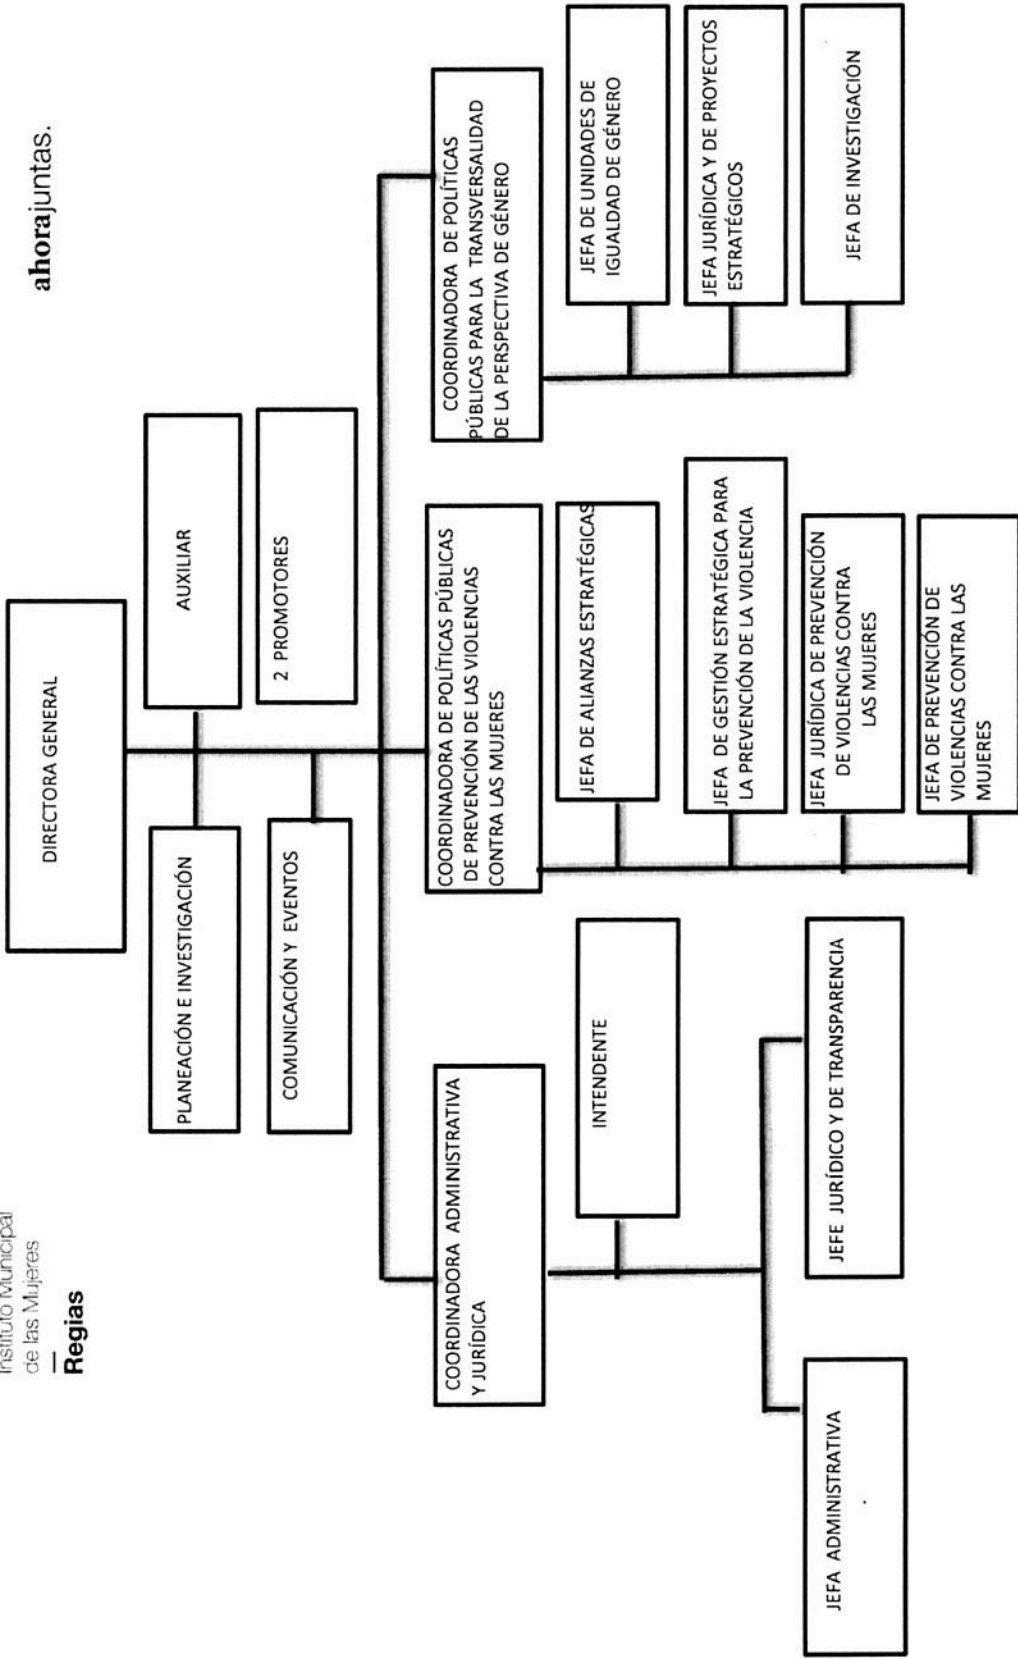 Instituto Municipal
de las Mujeres
Regias
ahorajuntas.
DIRECTORA GENERAL
PLANEACIÓN E INVESTIGACIÓN
AUXILIAR
COMUNICACIÓN Y EVENTOS
2 PROMOTORES
COORDINADORA ADMINISTRATIVA
Y JURÍDICA
INTENDENTE
JEFA ADMINISTRATIVA
JEFE JURÍDICO Y DE TRANSPARENCIA
COORDINADORA DE POLÍTICAS PÚBLICAS
DE PREVENCIÓN DE LAS VIOLENCIAS
CONTRA LAS MUJERES
JEFA DE ALIANZAS ESTRATÉGICAS
JEFA DE GESTIÓN ESTRATÉGICA PARA
LA PREVENCIÓN DE LA VIOLENCIA
JEFA JURÍDICA DE PREVENCIÓN
DE VIOLENCIAS CONTRA
LAS MUJERES
JEFA DE PREVENCIÓN DE
VIOLENCIAS CONTRA LAS
MUJERES
COORDINADORA DE POLÍTICAS
PÚBLICAS PARA LA TRANSVERSALIDAD
DE LA PERSPECTIVA DE GÉNERO
JEFA DE UNIDADES DE
IGUALDAD DE GÉNERO
JEFA JURÍDICA Y DE PROYECTOS
ESTRATÉGICOS
JEFA DE INVESTIGACIÓN